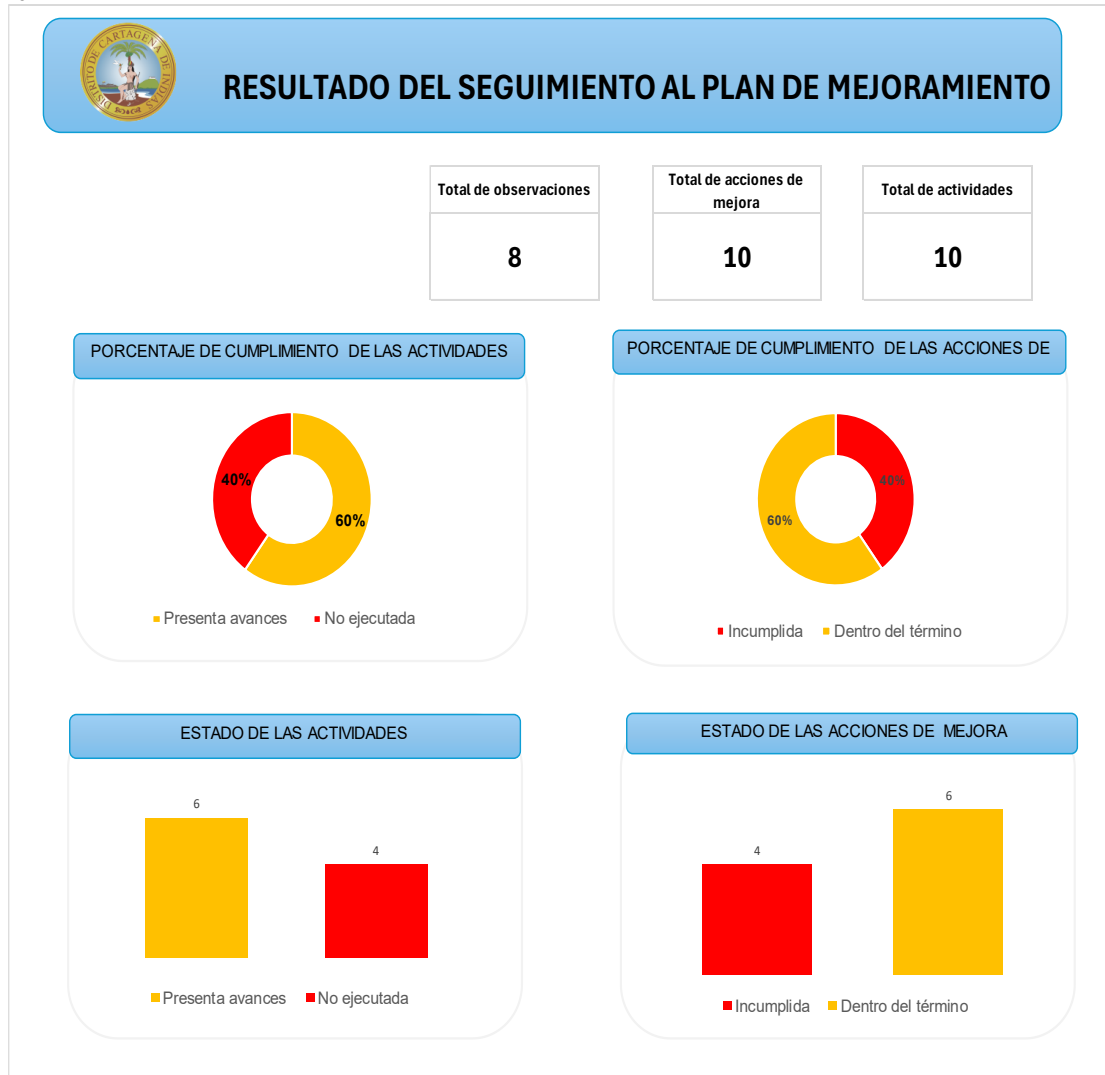 DISTRITO DE CARTAGENA DE INDIAS
RESULTADO DEL SEGUIMIENTO AL PLAN DE MEJORAMIENTO
Total de observaciones
8
Total de acciones de
mejora
10
Total de actividades
10
PORCENTAJE DE CUMPLIMIENTO DE LAS ACTIVIDADES
40%
60%
Presenta avances No ejecutada
PORCENTAJE DE CUMPLIMIENTO DE LAS ACCIONES DE
40%
60%
Incumplida Dentro del término
ESTADO DE LAS ACTIVIDADES
6
4
Presenta avances No ejecutada
ESTADO DE LAS ACCIONES DE MEJORA
4
6
Incumplida Dentro del término